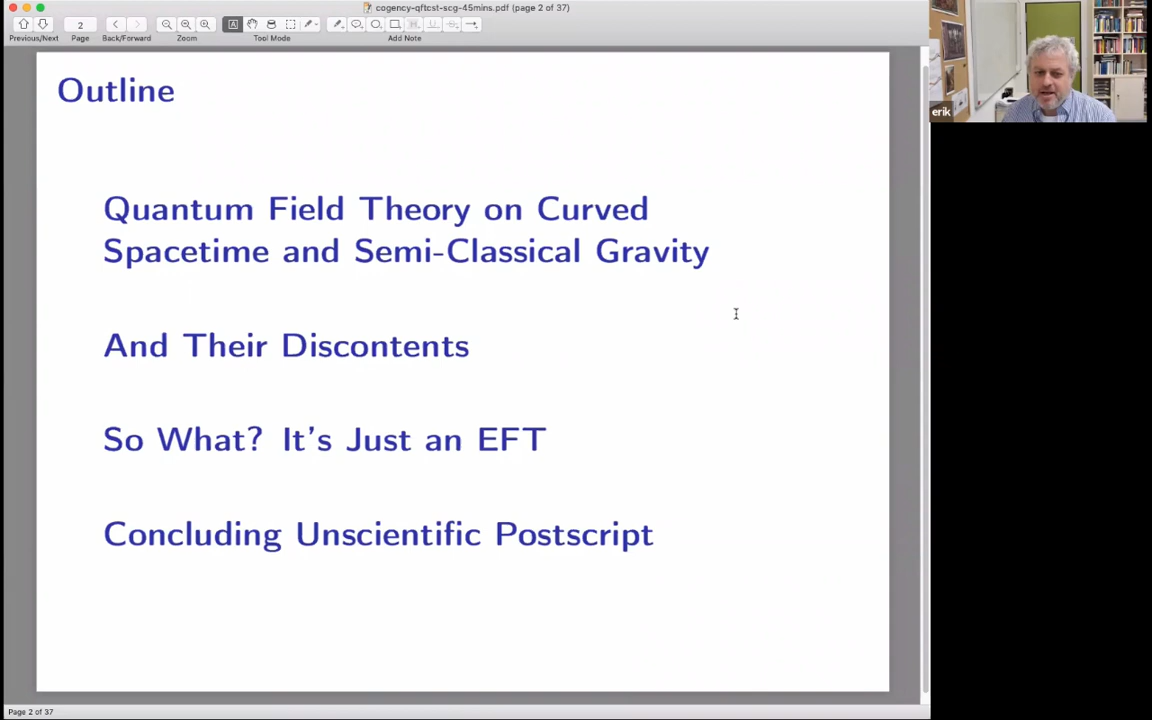 cogency-qftcst-scg-45mins.pdf (page 2 of 37)
2
Previous/Next
Page
Back/Forward
Zoom
Tool Mode
Add Note
Outline
Quantum Field Theory on Curved
Spacetime and Semi-Classical Gravity
And Their Discontents
So What? It's Just an EFT
Concluding Unscientific Postscript
Page 2 of 37
erik